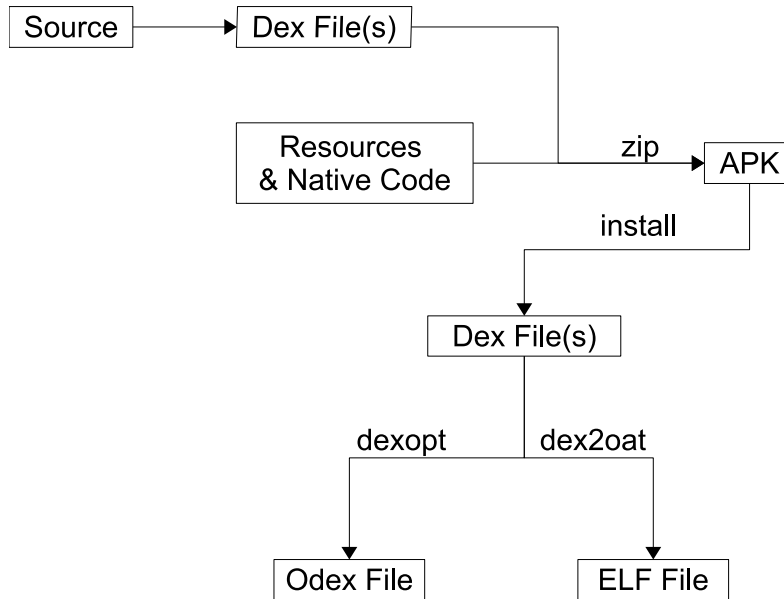 Source
Dex File(s)
Resources
& Native Code
zip
APK
install
Dex File(s)
dexopt
dex2oat
Odex File
ELF File